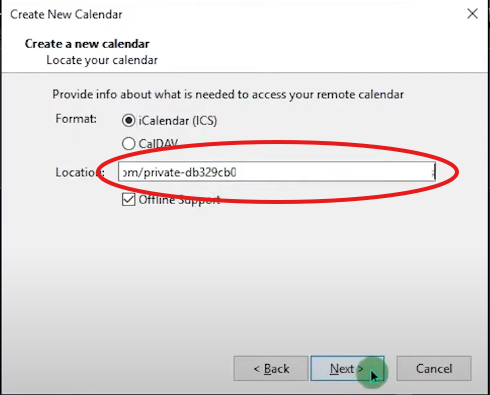 Create New Calendar
Create a new calendar
Locate your calendar
Provide info about what is needed to access your remote calendar
Format:
iCalendar (ICS)
CalDAV
Location:
om/private-db329cb0
Offline Support
< Back
Next >
Cancel